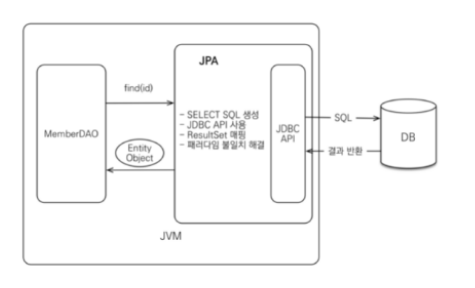 JPA
find(id)
- SELECT SQL 생성
- JDBC API 사용
- ResultSet 매핑
- 패러다임 불일치 해결
MemberDAO
Entity
Object
JDBC
API
SQL
결과 반환
DB
JVM